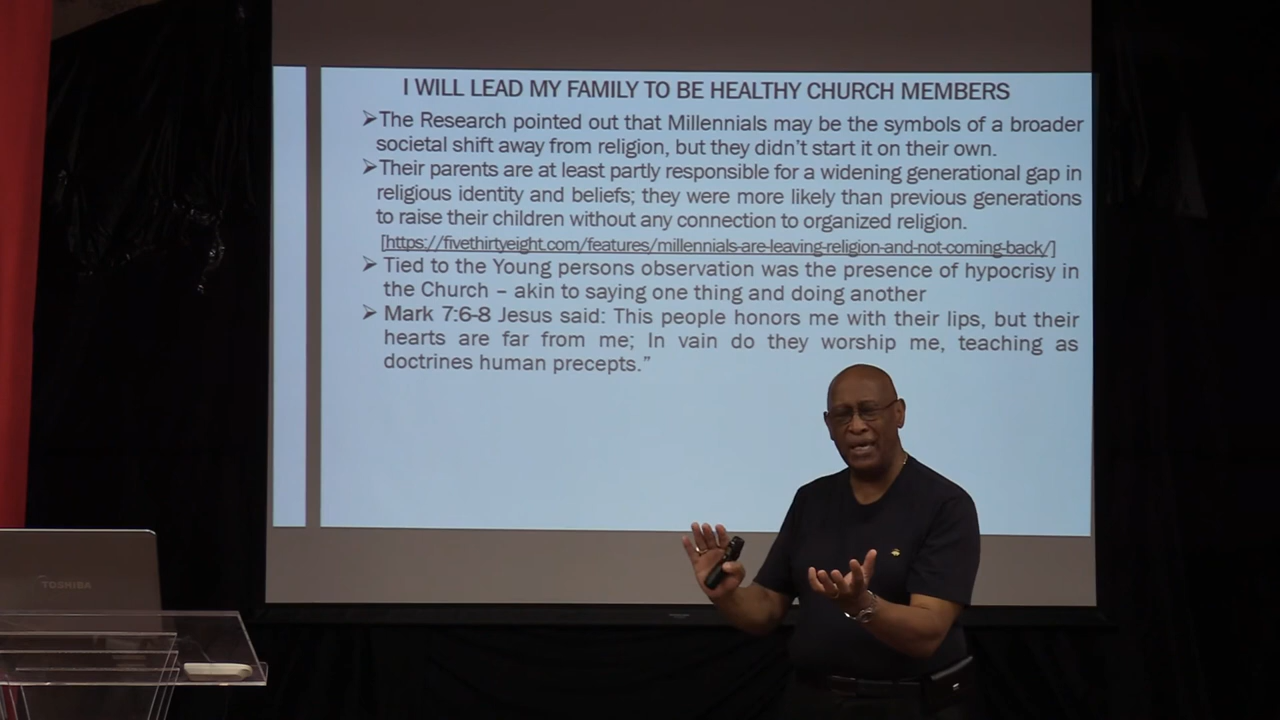 I WILL LEAD MY FAMILY TO BE HEALTHY CHURCH MEMBERS
➢The Research pointed out that Millennials may be the symbols of a broader
societal shift away from religion, but they didn't start it on their own.
➢Their parents are at least partly responsible for a widening generational gap in
religious identity and beliefs; they were more likely than previous generations
to raise their children without any connection to organized religion.
[https://fivethirtyeight.com/features/millennials-are-leaving-religion-and-not-coming-back/]
➢ Tied to the Young persons observation was the presence of hypocrisy in
the Church – akin to saying one thing and doing another
➢ Mark 7:6-8 Jesus said: This people honors me with their lips, but their
hearts are far from me; In vain do they worship me, teaching as
doctrines human precepts.”
TOSHIBA